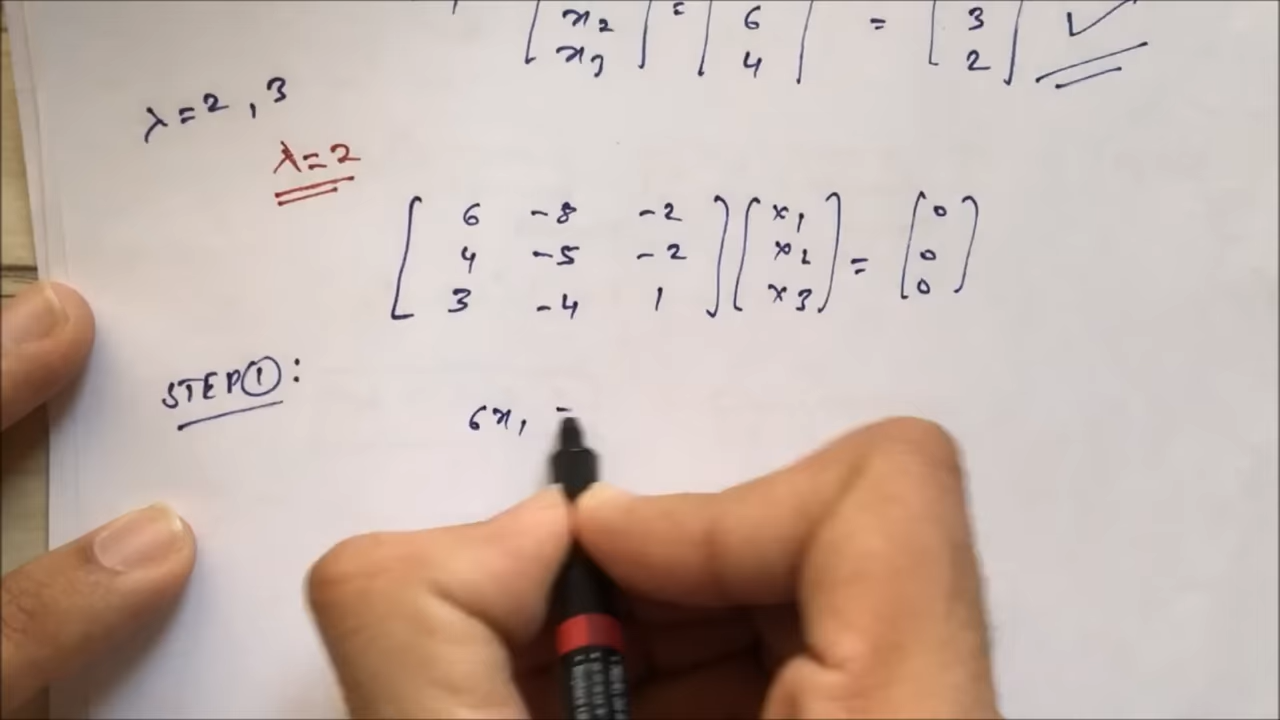 [ x₂ ] = [ 6 ] = [ 3 ] ✓
[ x₃ ] [ 4 ] [ 2 ]
λ=2 , 3
λ=2
[ 6 -8 -2 ] [ x₁ ] = [ 0 ]
[ 4 -5 -2 ] [ x₂ ] [ 0 ]
[ 3 -4 1 ] [ x₃ ] [ 0 ]
STEP①:
6x₁ -